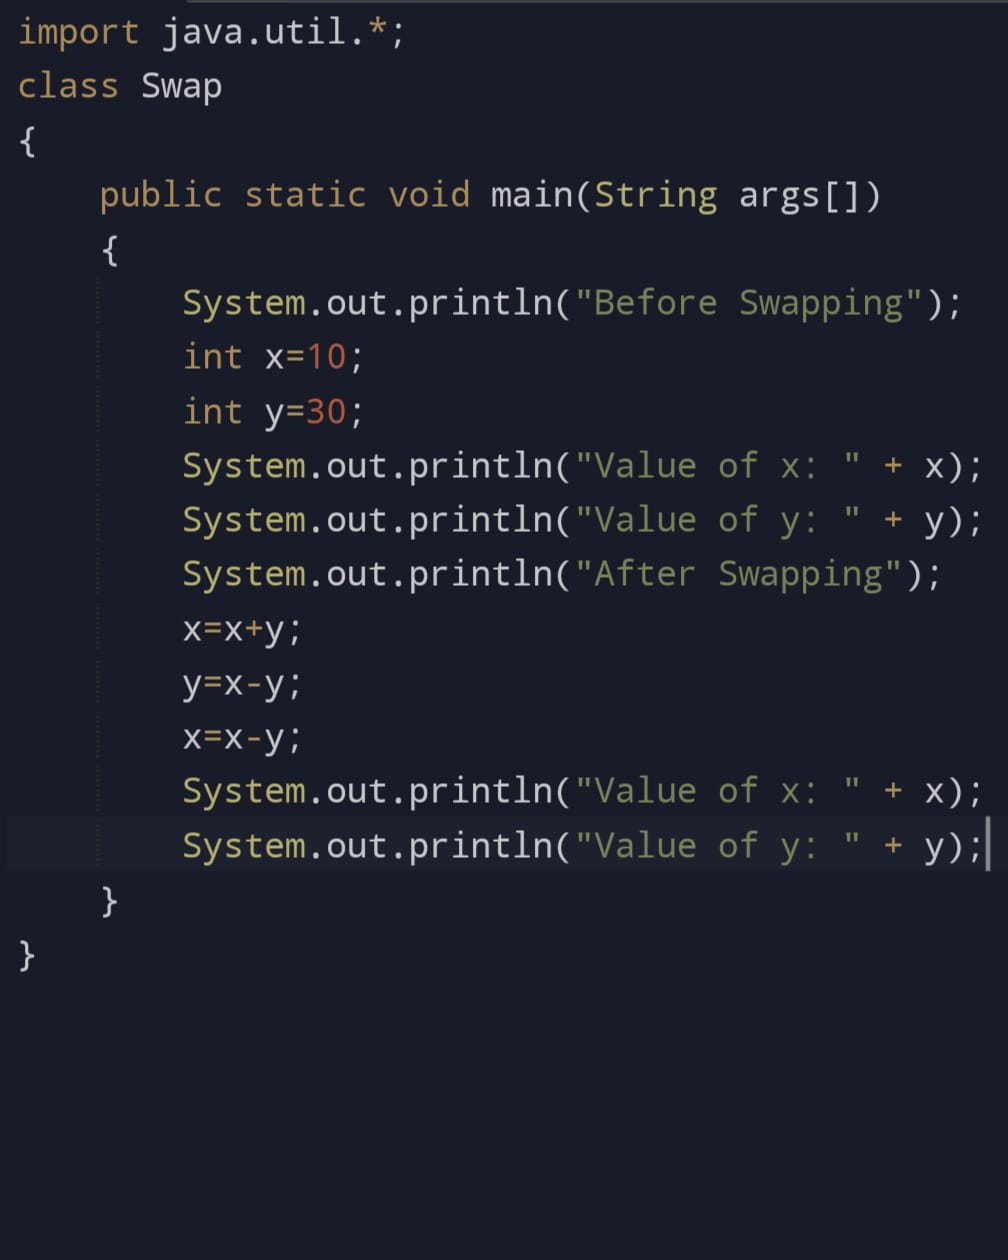 import java.util.*;
class Swap
{
    public static void main(String args[])
    {
        System.out.println("Before Swapping");
        int x=10;
        int y=30;
        System.out.println("Value of x: " + x);
        System.out.println("Value of y: " + y);
        System.out.println("After Swapping");
        x=x+y;
        y=x-y;
        x=x-y;
        System.out.println("Value of x: " + x);
        System.out.println("Value of y: " + y);
    }
}